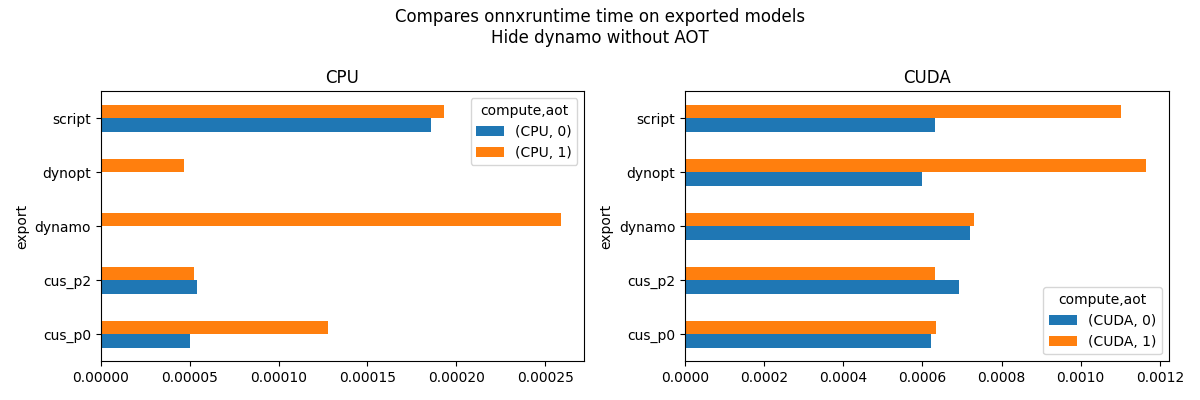 Compares onnxruntime time on exported models
Hide dynamo without AOT
CPU
export
script
dynopt
dynamo
cus_p2
cus_p0
compute,aot
(CPU, 0)
(CPU, 1)
0.00000 0.00005 0.00010 0.00015 0.00020 0.00025
CUDA
export
script
dynopt
dynamo
cus_p2
cus_p0
compute,aot
(CUDA, 0)
(CUDA, 1)
0.0000 0.0002 0.0004 0.0006 0.0008 0.0010 0.0012